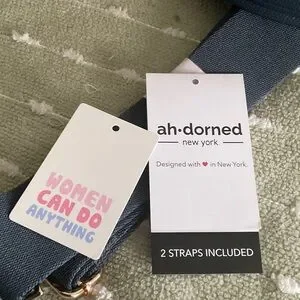 WOMEN
CAN DO
ANYTHING
ah•dorned
new york
Designed with ❤ in New York.
2 STRAPS INCLUDED